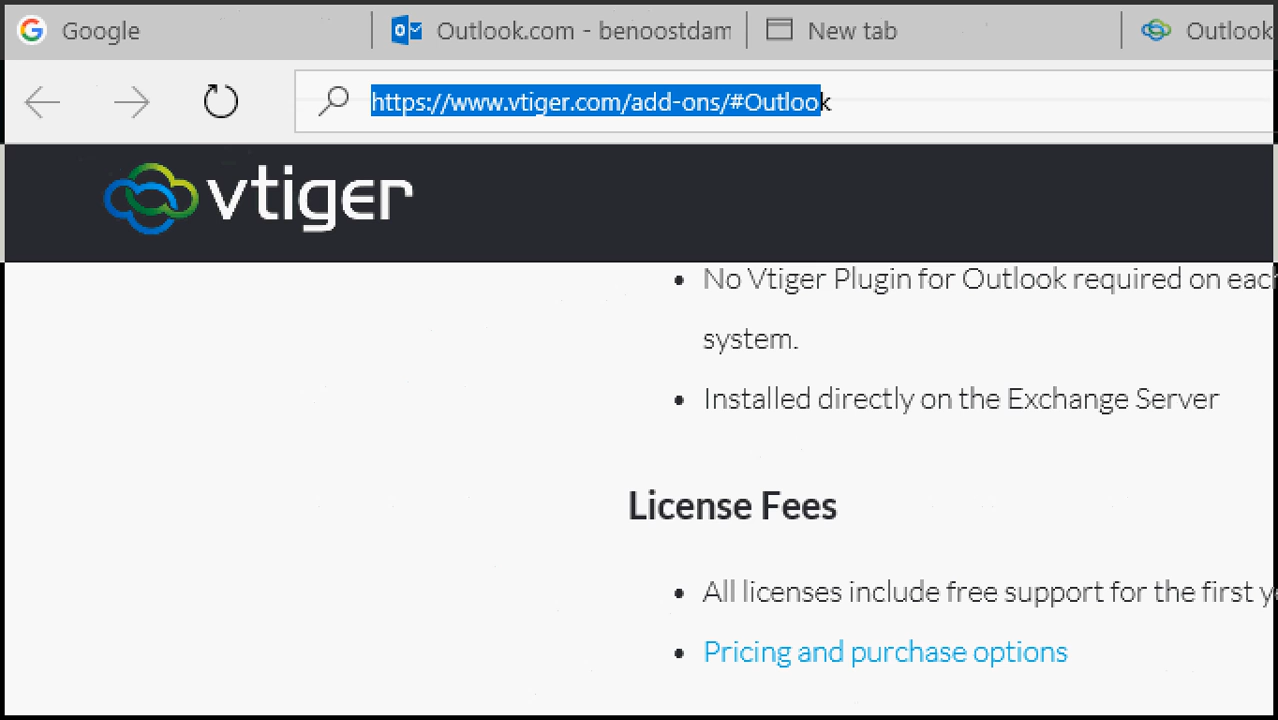 Google
Outlook.com - benoostdam
New tab
Outlook
https://www.vtiger.com/add-ons/#Outlook
vtiger
No Vtiger Plugin for Outlook required on each
system.
Installed directly on the Exchange Server
License Fees
All licenses include free support for the first y
Pricing and purchase options